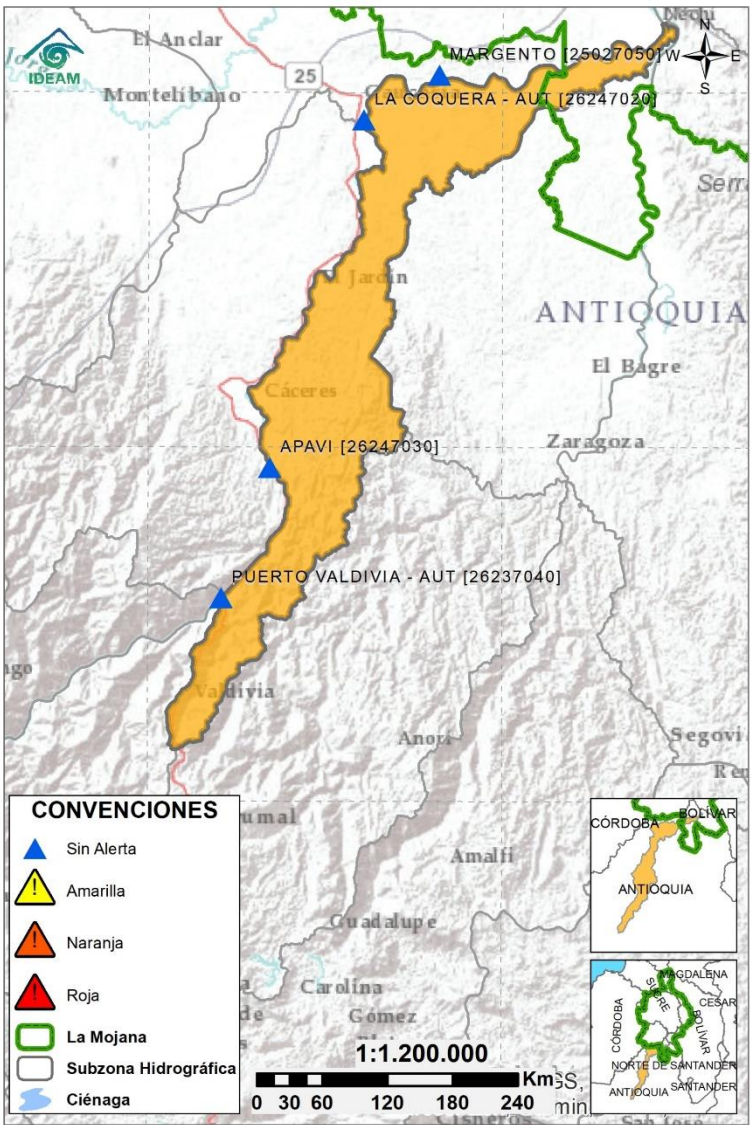 Nechí
N
W
E
S
IDEAM
El Anclar
MARGENTO [25027050]
25
Montelíbano
LA COQUERA - AUT [26247020]
El Jardín
ANTIOQUIA
El Bagre
Cáceres
Zaragoza
APAVI [26247030]
PUERTO VALDIVIA - AUT [26237040]
Valdivia
Anorí
Amalfi
Guadalupe
Carolina
Gómez
CONVENCIONES
Sin Alerta
Amarilla
Naranja
Roja
La Mojana
Subzona Hidrográfica
Ciénaga
1:1.200.000
Km
0 30 60 120 180 240
CÓRDOBA
BOLÍVAR
ANTIOQUIA
MAGDALENA
SUCRE
CESAR
CÓRDOBA
BOLÍVAR
NORTE DE SANTANDER
ANTIOQUIA
SANTANDER